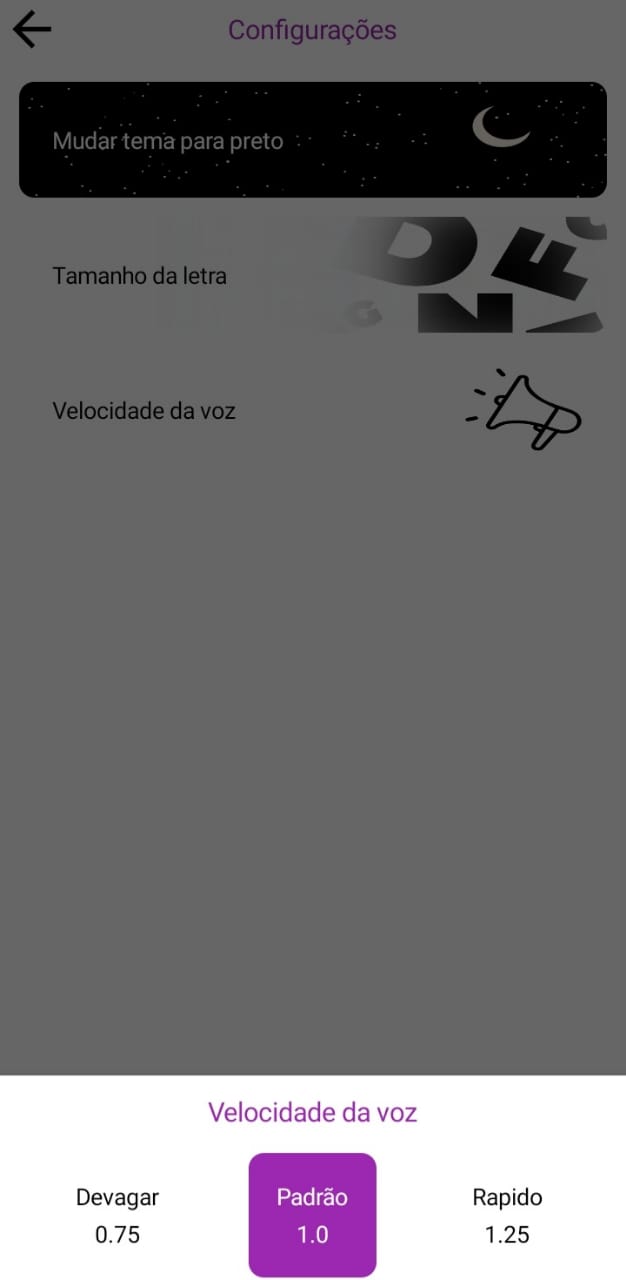 Configurações
Mudar tema para preto
Tamanho da letra
Velocidade da voz
Velocidade da voz
Devagar
0.75
Padrão
1.0
Rapido
1.25